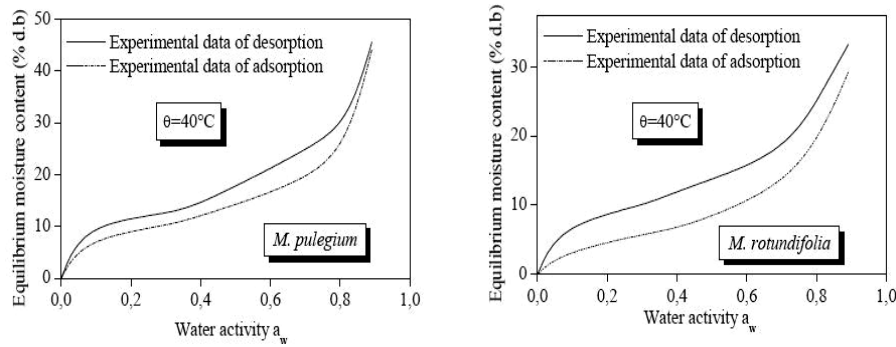 Equilibrium moisture content (% d.b)
50
40
30
20
10
0
Experimental data of desorption
Experimental data of adsorption
θ=40°C
M. pulegium
0,0 0,2 0,4 0,6 0,8 1,0
Water activity aw
Equilibrium moisture content (% d.b)
30
20
10
0
Experimental data of desorption
Experimental data of adsorption
θ=40°C
M. rotundifolia
0,0 0,2 0,4 0,6 0,8 1,0
Water activity aw